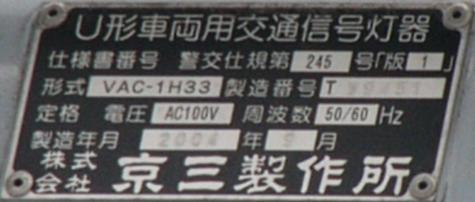 U形車両用交通信号灯器
仕様書番号 警交仕規第 245 号「版 1 」
形式 VAC-1H33 製造番号 T
定格 電圧 AC100V 周波数 50/60 Hz
製造年月 2004 年 9 月
株式会社 京三製作所